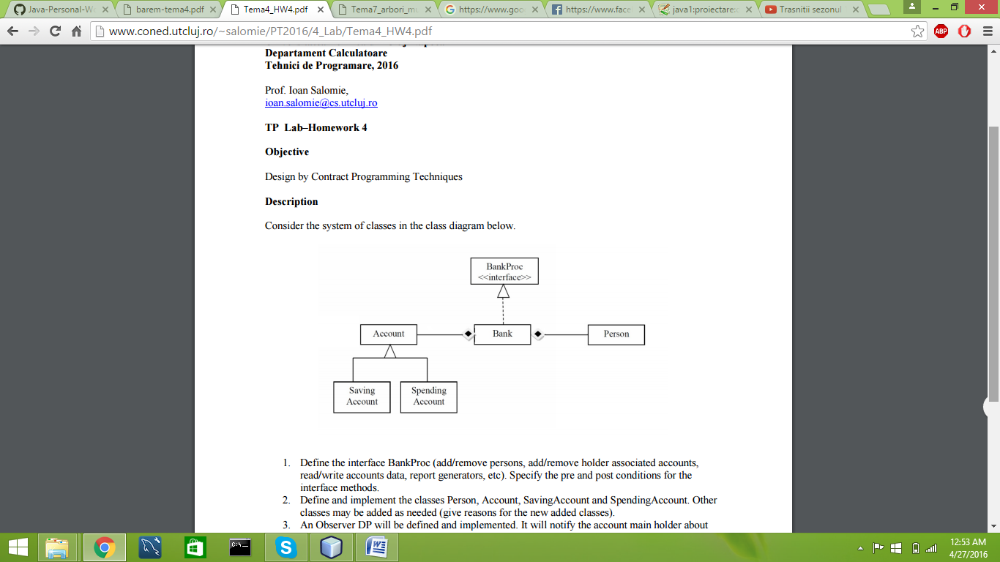 Java-Personal-W
barem-tema4.pdf
Tema4_HW4.pdf
Tema7_arbori_m
https://www.goo
https://www.face
java1:proiectare:
Trasnitii sezonul
www.coned.utcluj.ro/~salomie/PT2016/4_Lab/Tema4_HW4.pdf
ABP
Departament Calculatoare
Tehnici de Programare, 2016
Prof. Ioan Salomie,
ioan.salomie@cs.utcluj.ro
TP Lab–Homework 4
Objective
Design by Contract Programming Techniques
Description
Consider the system of classes in the class diagram below.
BankProc
<<interface>>
Account
Bank
Person
Saving
Account
Spending
Account
1. Define the interface BankProc (add/remove persons, add/remove holder associated accounts,
read/write accounts data, report generators, etc). Specify the pre and post conditions for the
interface methods.
2. Define and implement the classes Person, Account, SavingAccount and SpendingAccount. Other
classes may be added as needed (give reasons for the new added classes).
3. An Observer DP will be defined and implemented. It will notify the account main holder about
12:53 AM
4/27/2016